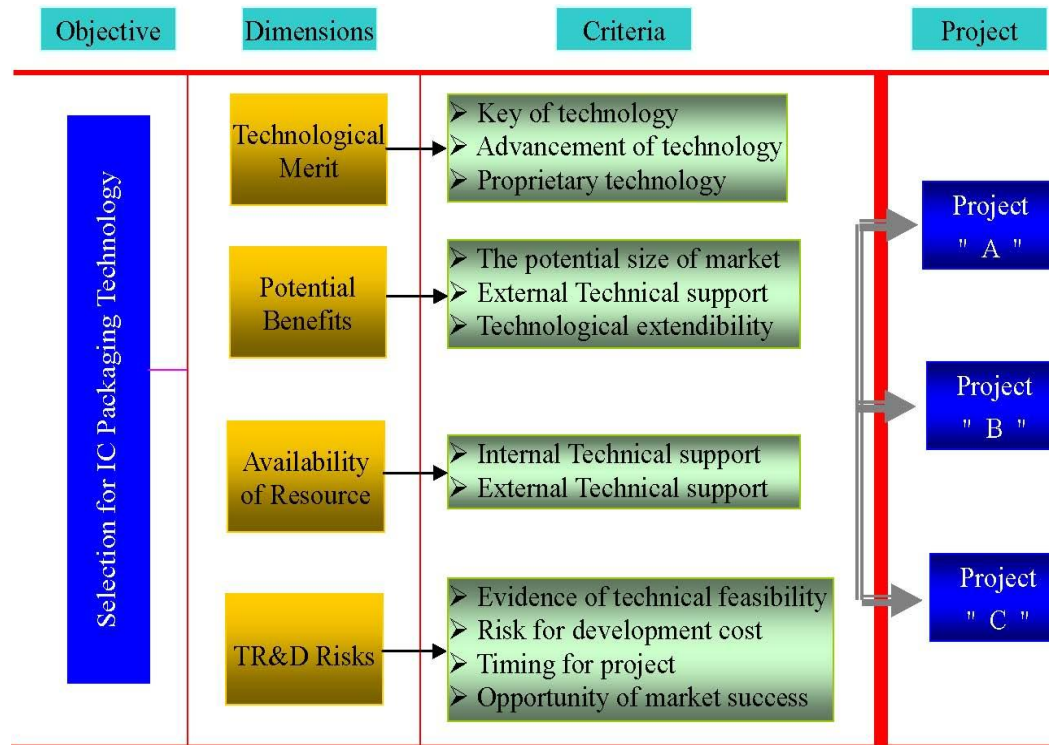 Objective
Dimensions
Criteria
Project
Selection for IC Packaging Technology
Technological
Merit
➢ Key of technology
➢ Advancement of technology
➢ Proprietary technology
Potential
Benefits
➢ The potential size of market
➢ External Technical support
➢ Technological extendibility
Availability
of Resource
➢ Internal Technical support
➢ External Technical support
TR&D Risks
➢ Evidence of technical feasibility
➢ Risk for development cost
➢ Timing for project
➢ Opportunity of market success
Project
" A "
Project
" B "
Project
" C "